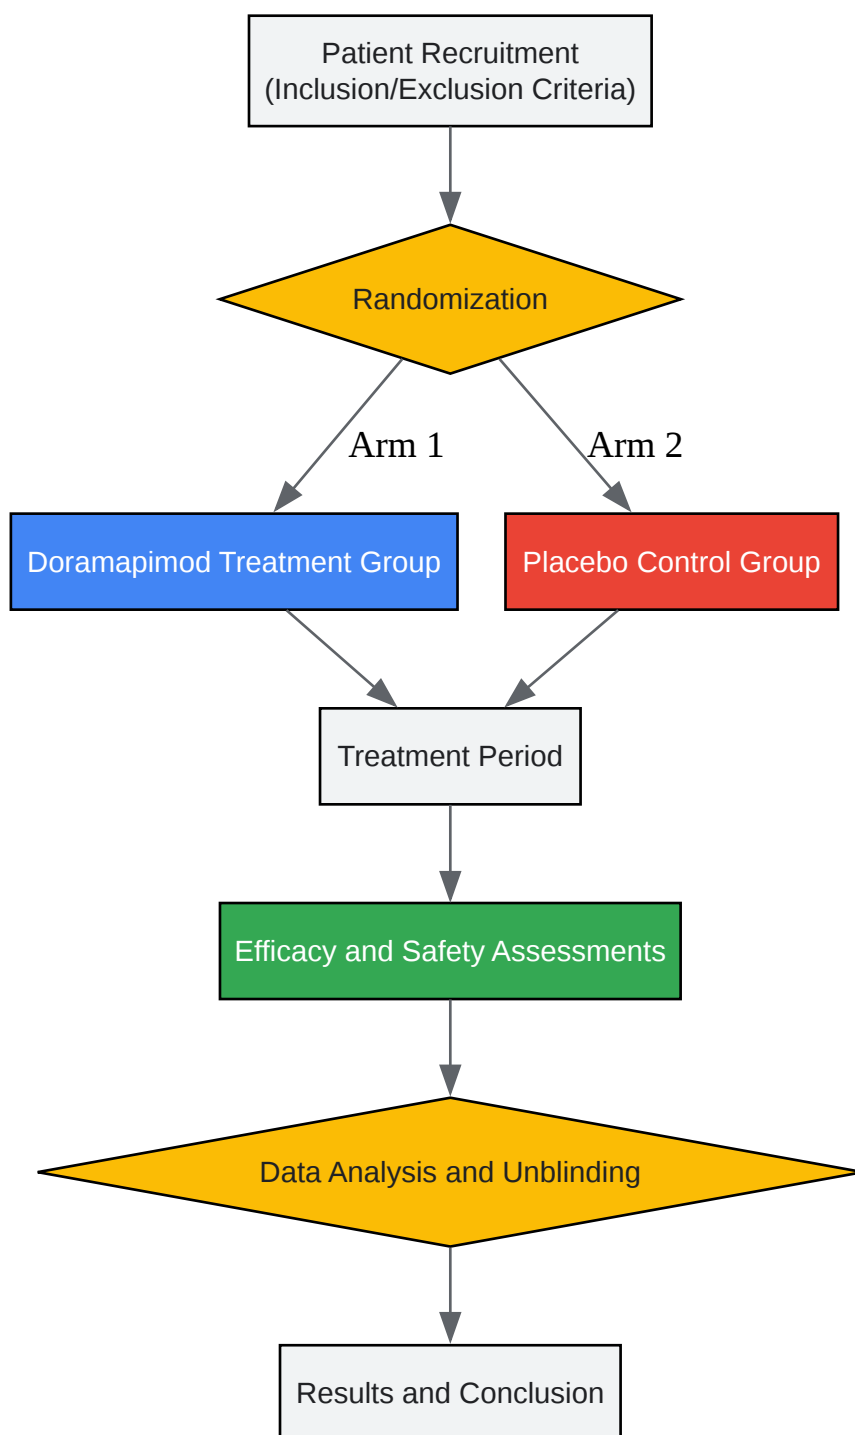 Patient Recruitment
(Inclusion/Exclusion Criteria)
Randomization
Arm 1
Arm 2
Doramapimod Treatment Group
Placebo Control Group
Treatment Period
Efficacy and Safety Assessments
Data Analysis and Unblinding
Results and Conclusion